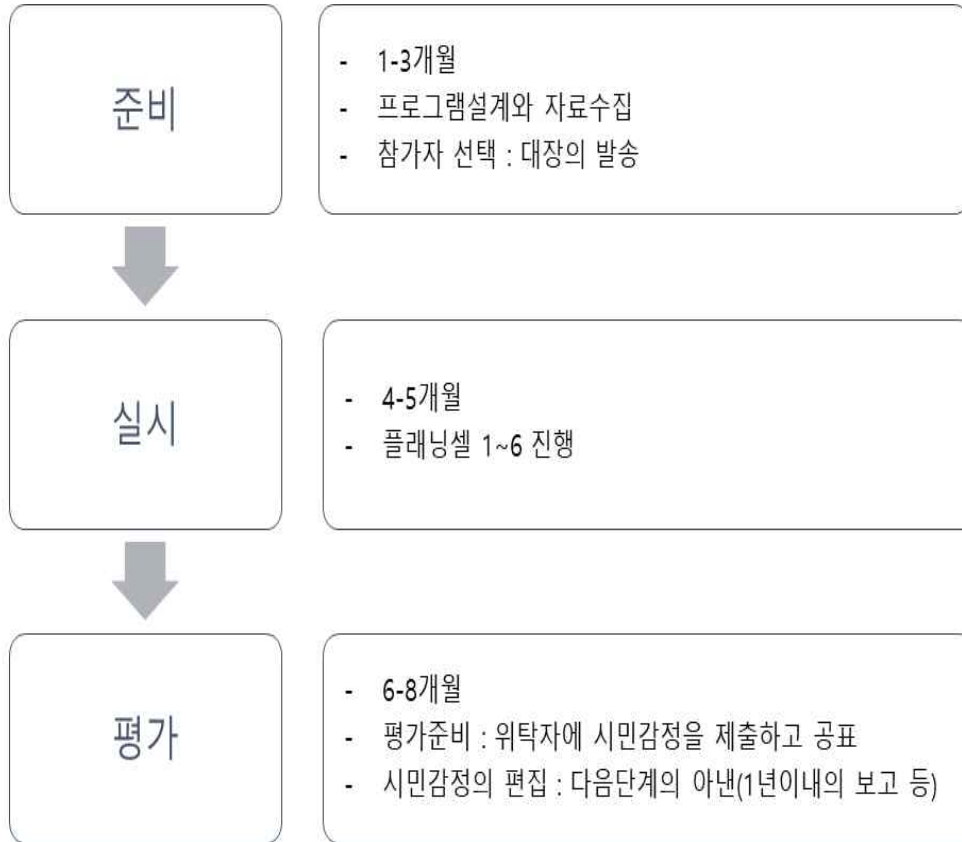 준비
- 1-3개월
- 프로그램설계와 자료수집
- 참가자 선택 : 대장의 발송
실시
- 4-5개월
- 플래닝셀 1~6 진행
평가
- 6-8개월
- 평가준비 : 위탁자에 시민감정을 제출하고 공표
- 시민감정의 편집 : 다음단계의 아낸(1년이내의 보고 등)